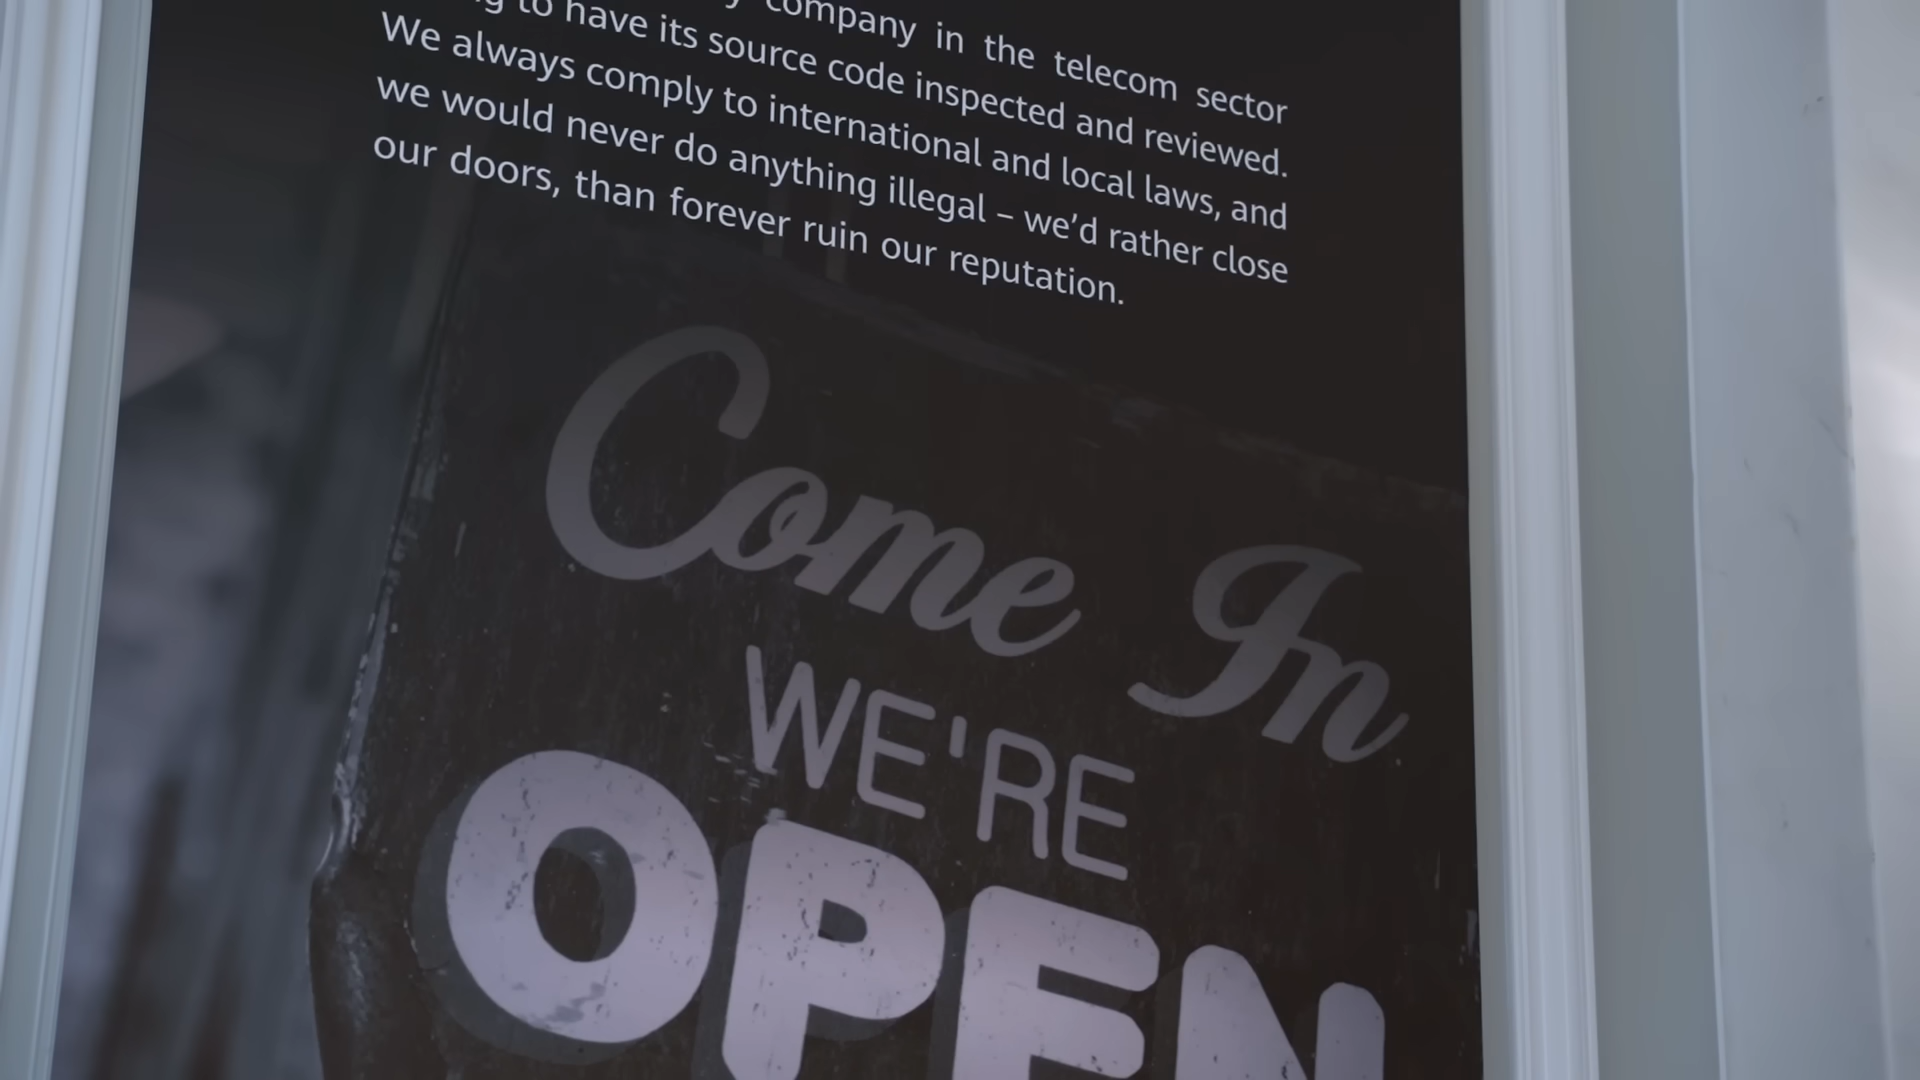 company in the telecom sector
to have its source code inspected and reviewed.
We always comply to international and local laws, and
we would never do anything illegal – we’d rather close
our doors, than forever ruin our reputation.
Come In
WE'RE
OPEN